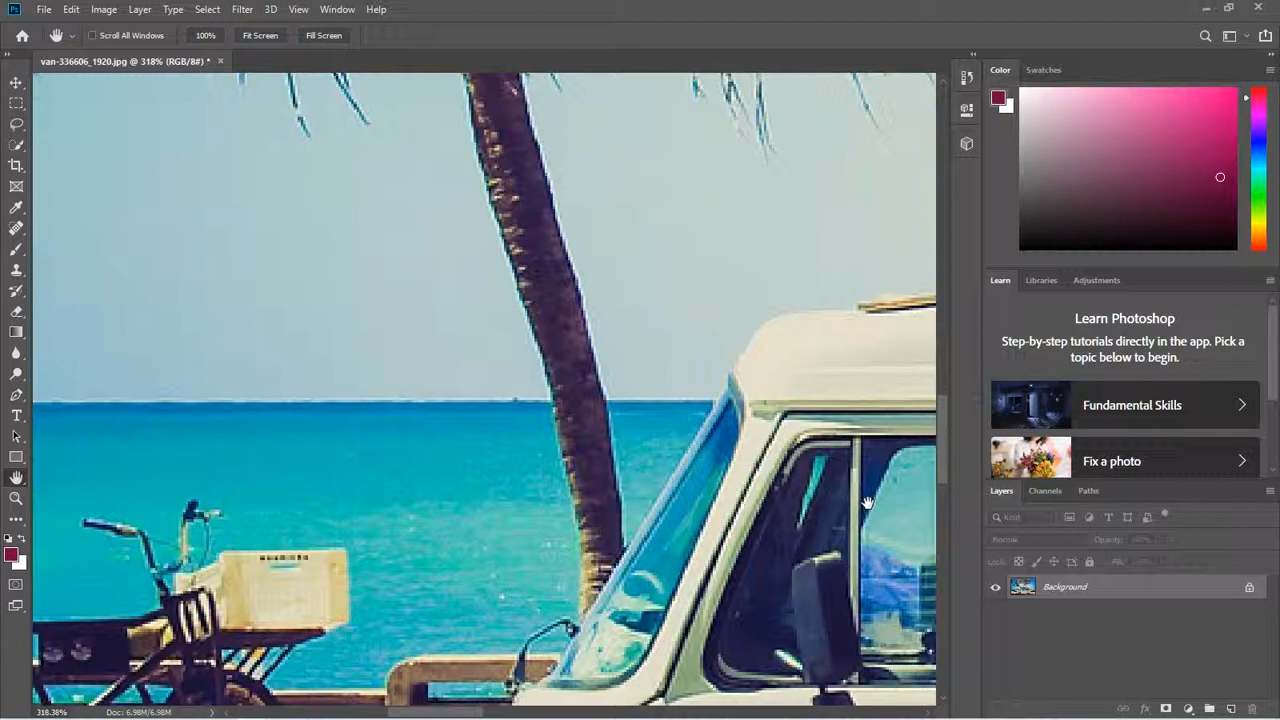 Ps File Edit Image Layer Type Select Filter 3D View Window Help
Scroll All Windows 100% Fit Screen Fill Screen
van-336606_1920.jpg @ 318% (RGB/8#) *
Color Swatches
Learn Libraries Adjustments
Learn Photoshop
Step-by-step tutorials directly in the app. Pick a
topic below to begin.
Fundamental Skills
Fix a photo
Layers Channels Paths
Kind
Normal Opacity: 100%
Lock: Fill:
Background
318.38% Doc: 6.98M/6.98M